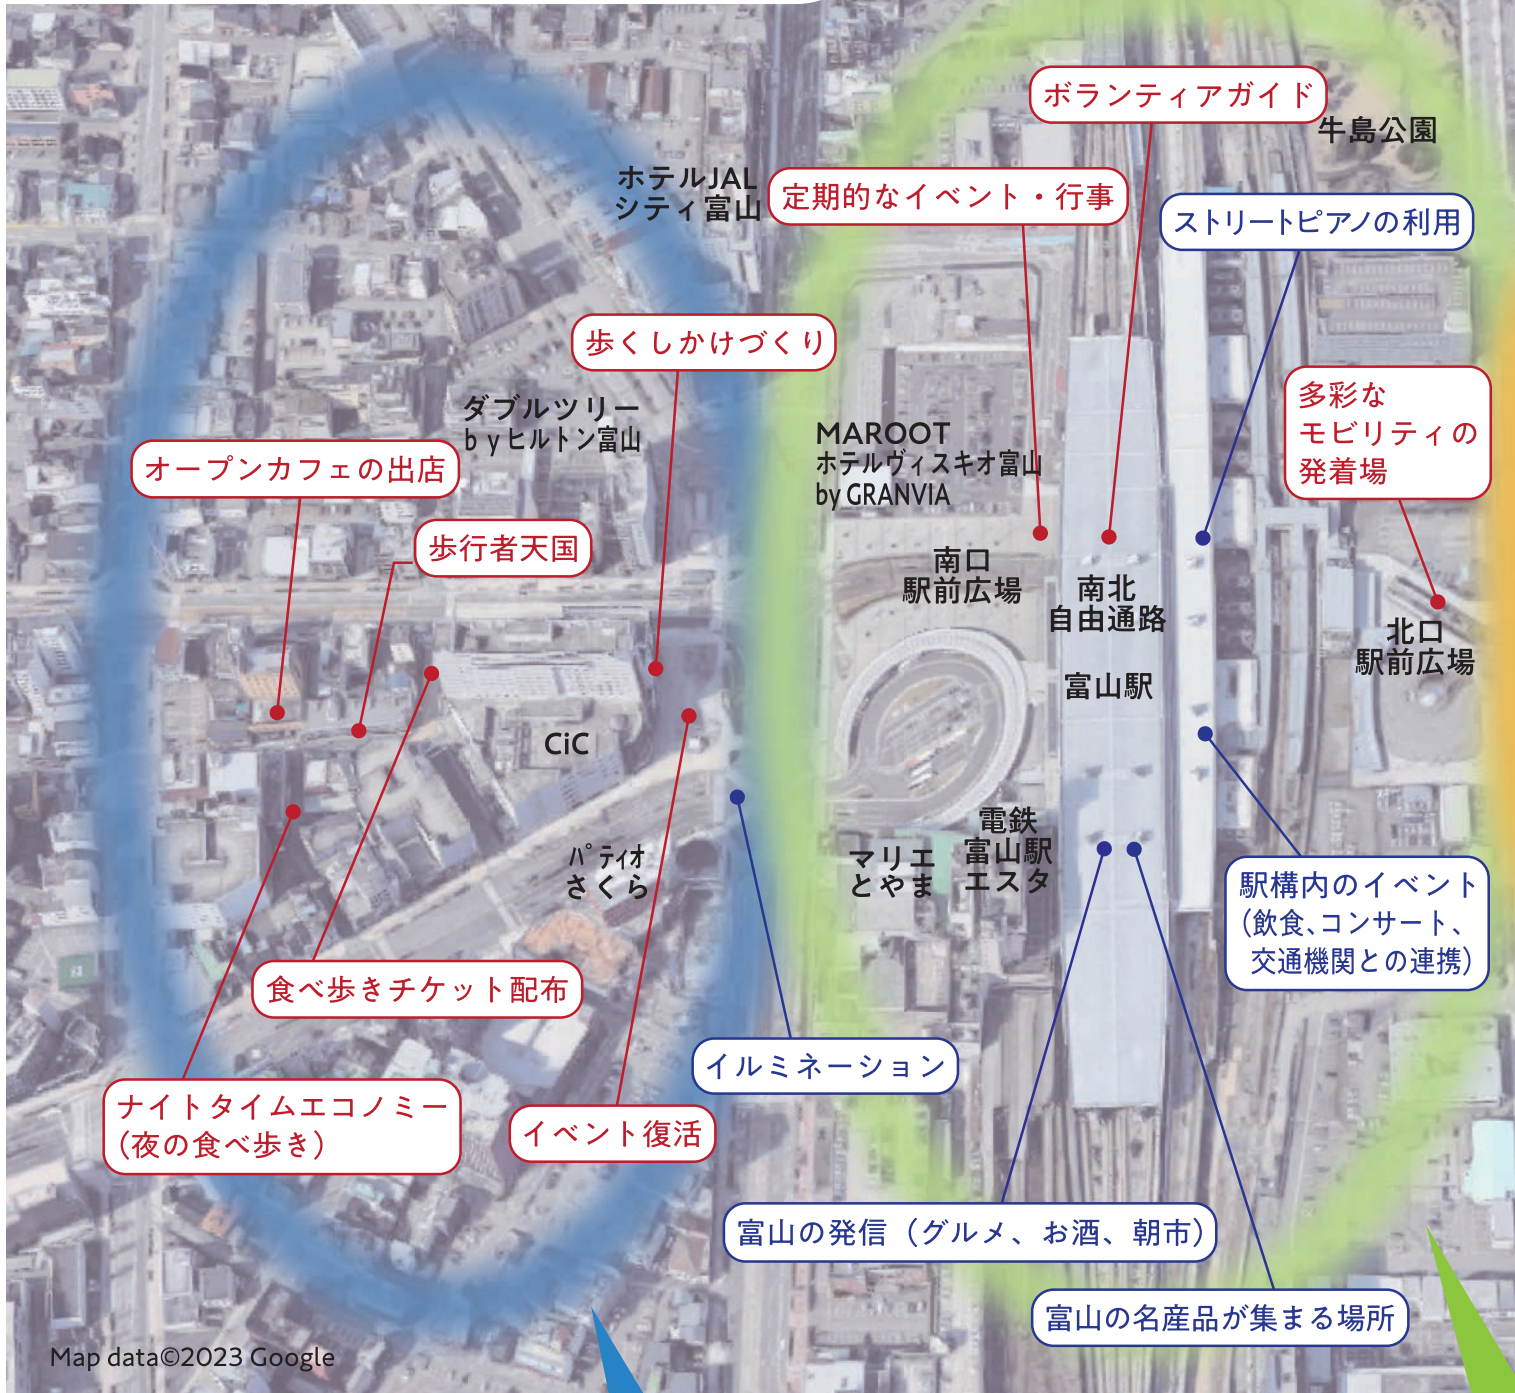 ボランティアガイド
牛島公園
ホテルJAL
シティ富山
定期的なイベント・行事
ストリートピアノの利用
歩くしかけづくり
ダブルツリー
byヒルトン富山
MAROOT
ホテルヴィスキオ富山
by GRANVIA
多彩な
モビリティの
発着場
オープンカフェの出店
歩行者天国
南口
駅前広場
南北
自由通路
富山駅
北口
駅前広場
CiC
パティオ
さくら
マリエ
とやま
電鉄
富山駅
エスタ
駅構内のイベント
(飲食、コンサート、
交通機関との連携)
食べ歩きチケット配布
イルミネーション
ナイトタイムエコノミー
(夜の食べ歩き)
イベント復活
富山の発信(グルメ、お酒、朝市)
富山の名産品が集まる場所
Map data©2023 Google